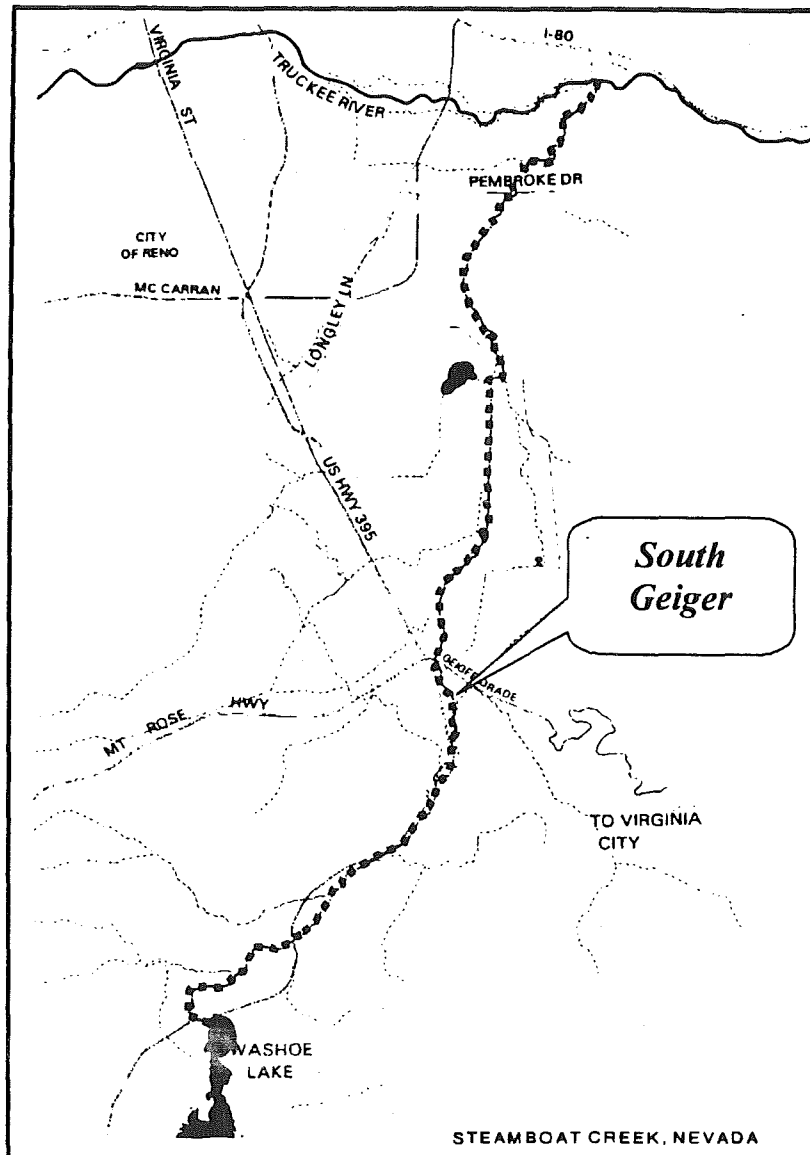 I-80
VIRGINIA ST
TRUCKEE RIVER
PEMBROKE DR
CITY
OF RENO
MC CARRAN
LONGLEY LN
US HWY 395
South
Geiger
GEIGER GRADE
MT ROSE HWY
TO VIRGINIA
CITY
WASHOE
LAKE
STEAMBOAT CREEK, NEVADA